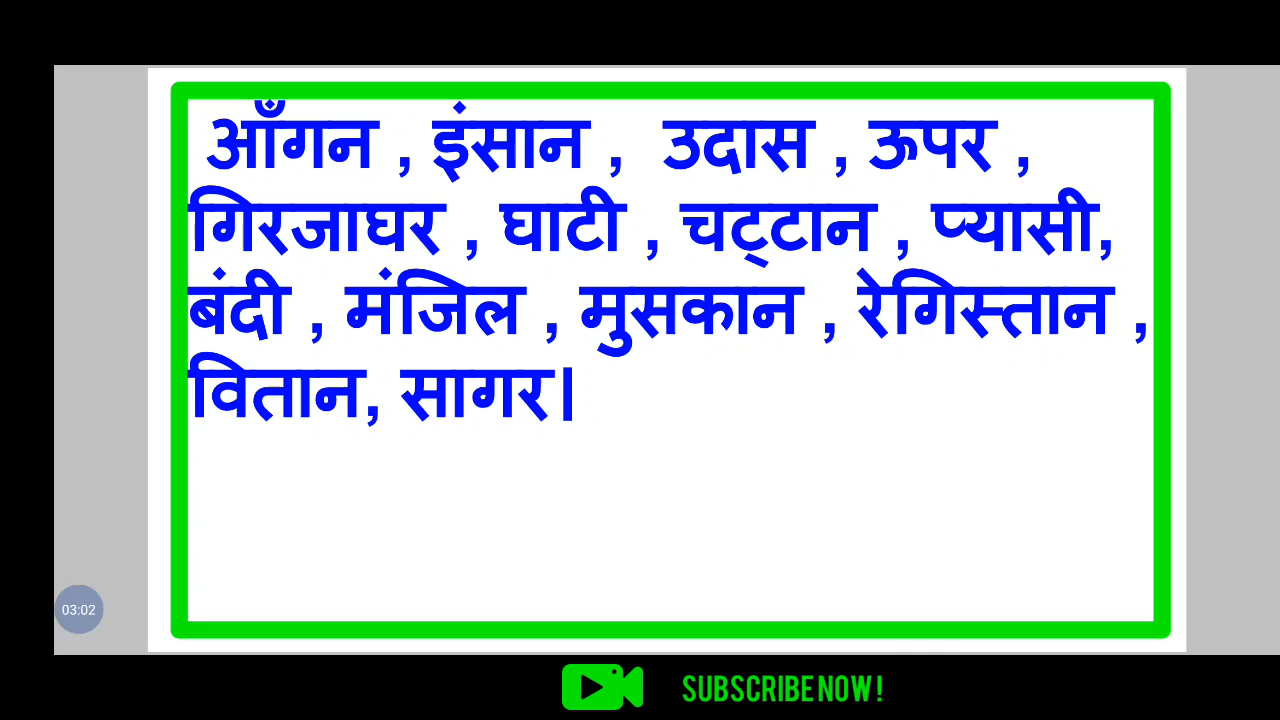 आँगन , इंसान , उदास , ऊपर ,
गिरजाघर , घाटी , चट्टान , प्यासी,
बंदी , मंजिल , मुसकान , रेगिस्तान ,
वितान, सागर।
03:02
SUBSCRIBE NOW !